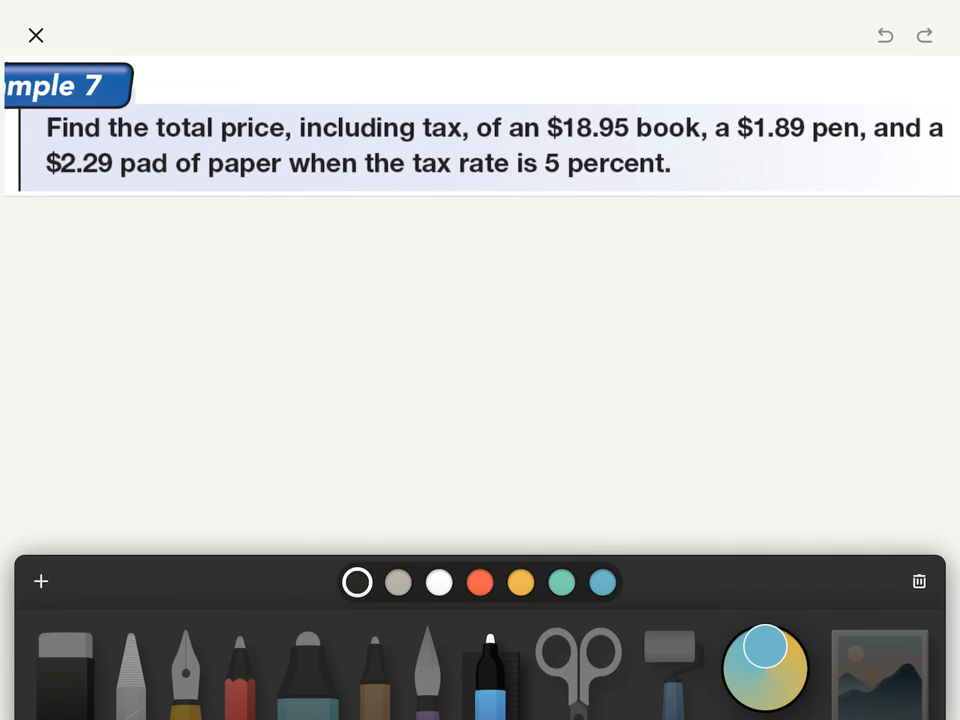 mple 7
Find the total price, including tax, of an $18.95 book, a $1.89 pen, and a
$2.29 pad of paper when the tax rate is 5 percent.